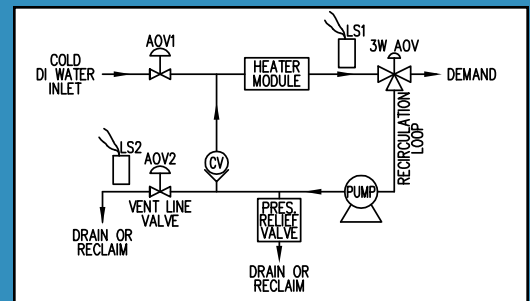 LS1
AOV1
3W AOV
COLD
DI WATER
INLET
HEATER
MODULE
DEMAND
RECIRCULATION
LOOP
LS2
AOV2
CV
PUMP
VENT LINE
VALVE
PRES.
RELIEF
VALVE
DRAIN OR
RECLAIM
DRAIN OR
RECLAIM